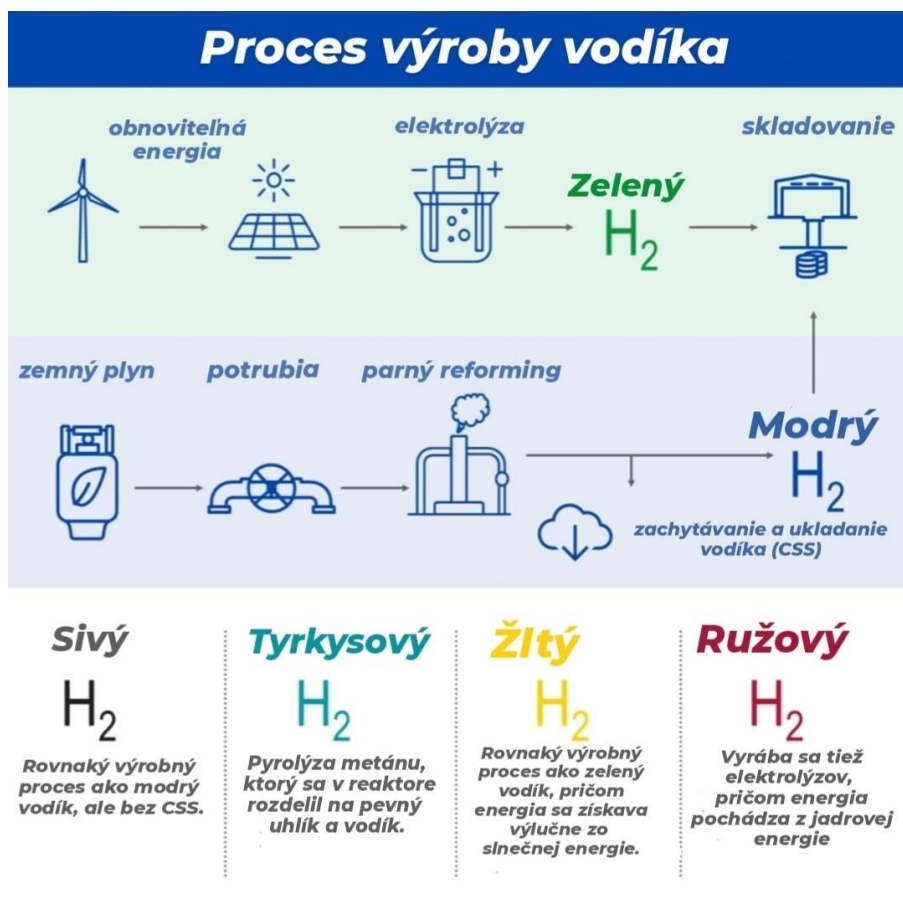 Proces výroby vodíka
obnoviteľná
energia
elektrolýza
skladovanie
− +
Zelený
H2
zemný plyn
potrubia
parný reforming
Modrý
H2
zachytávanie a ukladanie
vodíka (CSS)
Sivý
H2
Rovnaký výrobný
proces ako modrý
vodík, ale bez CSS.
Tyrkysový
H2
Pyrolýza metánu,
ktorý sa v reaktore
rozdelil na pevný
uhlík a vodík.
Žltý
H2
Rovnaký výrobný
proces ako zelený
vodík, pričom
energia sa získava
výlučne zo
slnečnej energie.
Ružový
H2
Vyrába sa tiež
elektrolýzov,
pričom energia
pochádza z jadrovej
energie